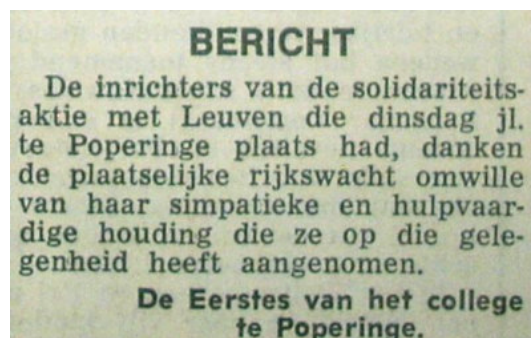 BERICHT
De inrichters van de solidariteits-
aktie met Leuven die dinsdag jl.
te Poperinge plaats had, danken
de plaatselijke rijkswacht omwille
van haar simpatieke en hulpvaar-
dige houding die ze op die gele-
genheid heeft aangenomen.
De Eerstes van het college
te Poperinge.